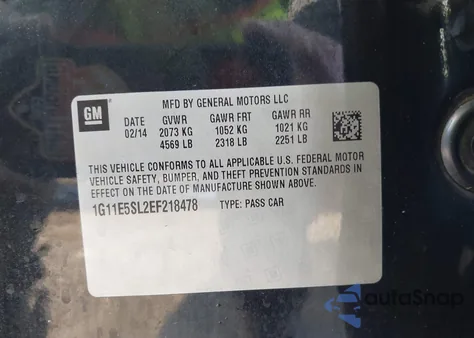 GM
MFD BY GENERAL MOTORS LLC
DATE GVWR GAWR FRT GAWR RR
02/14 2073 KG 1052 KG 1021 KG
4569 LB 2318 LB 2251 LB
THIS VEHICLE CONFORMS TO ALL APPLICABLE U.S. FEDERAL MOTOR
VEHICLE SAFETY, BUMPER, AND THEFT PREVENTION STANDARDS IN
EFFECT ON THE DATE OF MANUFACTURE SHOWN ABOVE.
1G11E5SL2EF218478 TYPE: PASS CAR
autoSnap